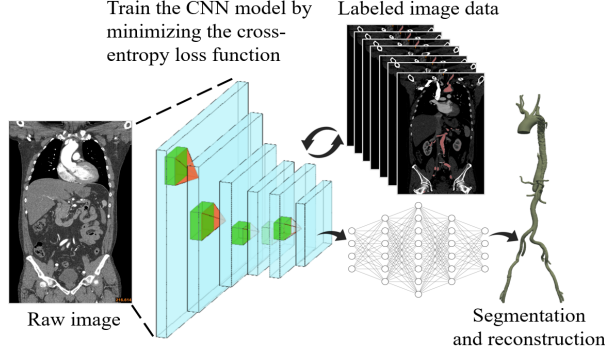 Train the CNN model by
minimizing the cross-
entropy loss function
Labeled image data
Raw image
Segmentation
and reconstruction